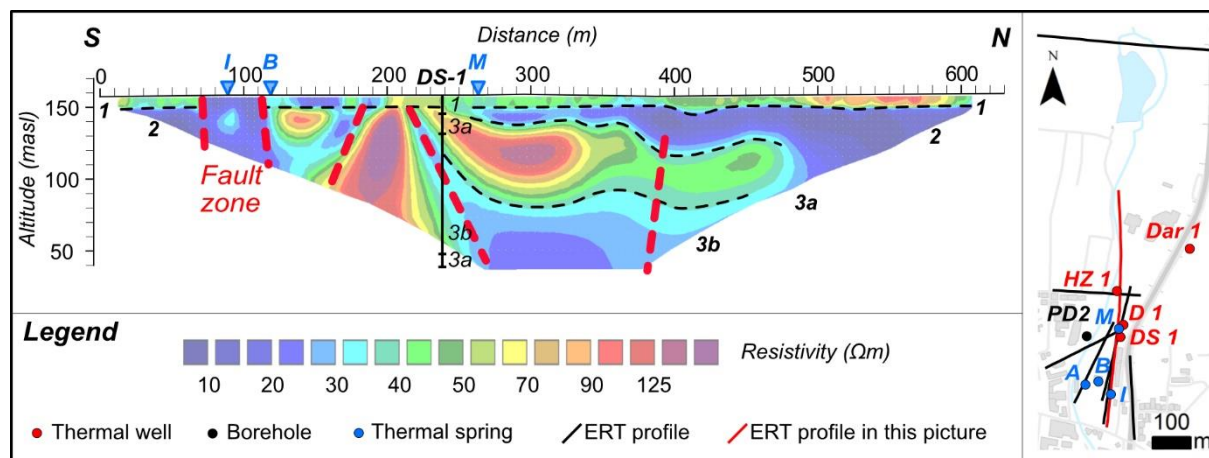 S
Distance (m)
N
I B M
0 100 200 DS-1 300 400 500 600
Altitude (masl)
150
100
50
1
2
Fault
zone
1
3a
3b
3a
3a
3b
1
2
Legend
10 20 30 40 50 70 90 125
Resistivity (Ωm)
Thermal well
Borehole
Thermal spring
ERT profile
ERT profile in this picture
N
Dar 1
HZ 1
PD2
M
D 1
DS 1
A
B
I
100
m